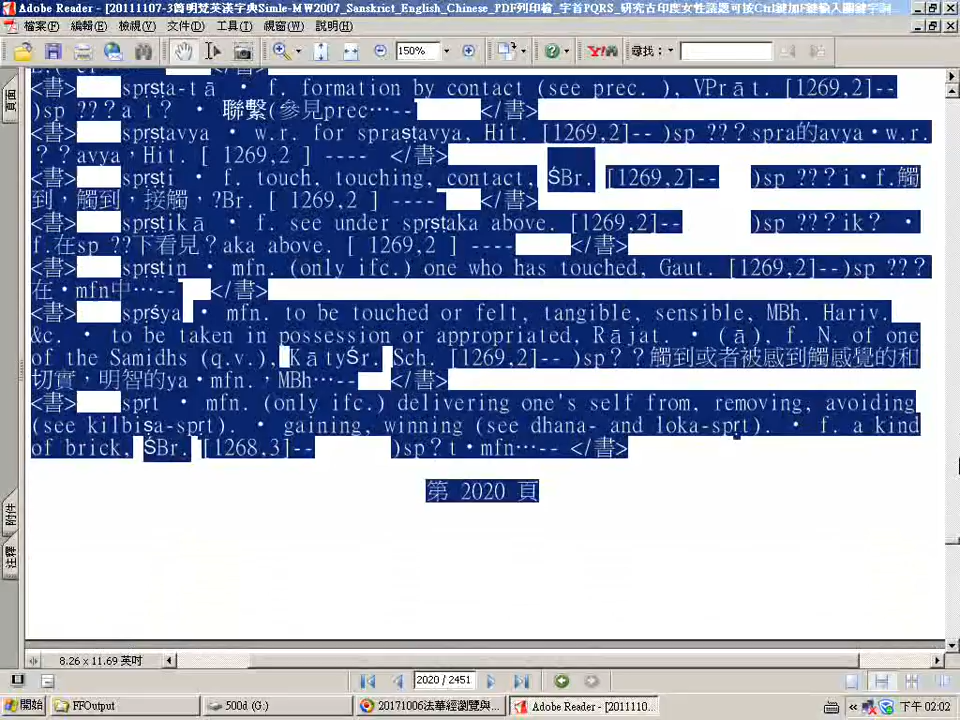 Adobe Reader - [20111107-3簡明梵英漢字典Simle-MW2007_Sanskrict_English_Chinese_PDF列印檔_字首PQRS_研究古印度女性議題可按Ctrl鍵加F鍵輸入關鍵字詞
檔案(F) 編輯(E) 檢視(V) 文件(D) 工具(T) 視窗(W) 說明(H)
150% Y! 尋找：
頁面
<書> spṛṣṭa-tā • f. formation by contact (see prec. ), VPrāt. [1269,2]--
)sp ???a t? • 聯繫(參見prec…-- </書>
<書> spṛṣṭavya • w.r. for spraṣṭavya, Hit. [1269,2]-- )sp ???spra的avya•w.r.
??avya，Hit. [ 1269,2 ] ---- </書>
<書> spṛṣṭi • f. touch. touching, contact, ŚBr. [1269,2]-- )sp ???i•f.觸
到，觸到，接觸，?Br. [ 1269,2 ] ---- </書>
<書> spṛṣṭikā • f. see under spṛṣṭaka above. [1269,2]-- )sp ???ik? •
f.在sp ??下看見?aka above. [ 1269,2 ] ---- </書>
<書> spṛṣṭin • mfn. (only ifc.) one who has touched, Gaut. [1269,2]--)sp ???
在•mfn中…-- </書>
<書> spṛśya • mfn. to be touched or felt, tangible, sensible, MBh. Hariv.
&c. • to be taken in possession or appropriated, Rājat. • (ā), f. N. of one
of the Samidhs (q.v.), KātyŚr. Sch. [1269,2]-- )sp??觸到或者被感到觸感覺的和
切實，明智的ya•mfn.，MBh…-- </書>
<書> spṛt • mfn. (only ifc.) delivering one's self from, removing, avoiding
(see kilbiṣa-spṛt). • gaining, winning (see dhana- and loka-spṛt). • f. a kind
of brick, ŚBr. [1268,3]-- )sp?t•mfn…-- </書>
第 2020 頁
附件
注釋
8.26 x 11.69 英吋
2020 / 2451
開始 FFOutput 500d (G:) 20171006法華經瀏覽與... Adobe Reader - [2011110... 下午 02:02